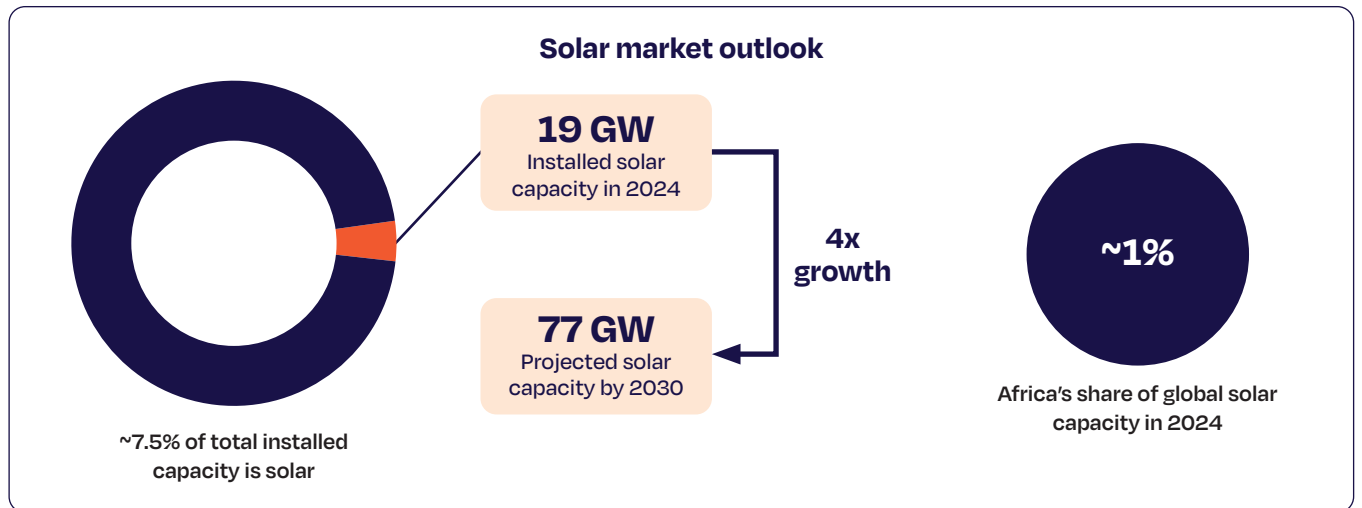 Solar market outlook
~7.5% of total installed
capacity is solar
19 GW
Installed solar
capacity in 2024
4x
growth
77 GW
Projected solar
capacity by 2030
~1%
Africa’s share of global solar
capacity in 2024